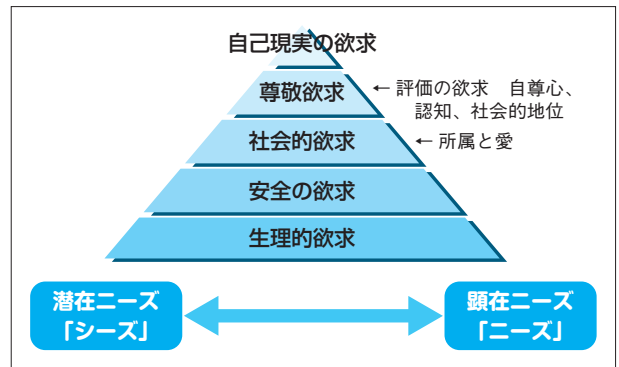 自己現実の欲求
尊敬欲求
← 評価の欲求　自尊心、
認知、社会的地位
社会的欲求
← 所属と愛
安全の欲求
生理的欲求
潜在ニーズ
「シーズ」
顕在ニーズ
「ニーズ」